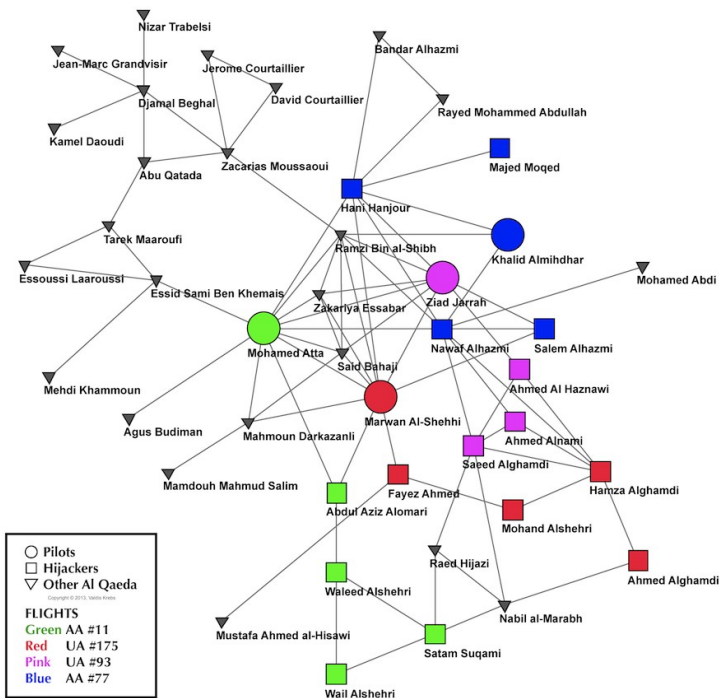 Nizar Trabelsi
Bandar Alhazmi
Jean-Marc Grandvisir
Jerome Courtaillier
David Courtaillier
Djamal Beghal
Rayed Mohammed Abdullah
Kamel Daoudi
Majed Moqed
Zacarias Moussaoui
Abu Qatada
Hani Hanjour
Tarek Maaroufi
Ramzi Bin al-Shibh
Khalid Almihdhar
Essoussi Laaroussi
Mohamed Abdi
Essid Sami Ben Khemais
Ziad Jarrah
Zakariya Essabar
Nawaf Alhazmi
Salem Alhazmi
Mohamed Atta
Said Bahaji
Mehdi Khammoun
Ahmed Al Haznawi
Marwan Al-Shehhi
Agus Budiman
Mahmoun Darkazanli
Ahmed Alnami
Saeed Alghamdi
Mamdouh Mahmud Salim
Fayez Ahmed
Hamza Alghamdi
Abdul Aziz Alomari
Mohand Alshehri
Raed Hijazi
Ahmed Alghamdi
Waleed Alshehri
Nabil al-Marabh
Mustafa Ahmed al-Hisawi
Satam Suqami
Wail Alshehri
Pilots
Hijackers
Other Al Qaeda
Copyright © 2013, Valdis Krebs
FLIGHTS
Green AA #11
Red UA #175
Pink UA #93
Blue AA #77